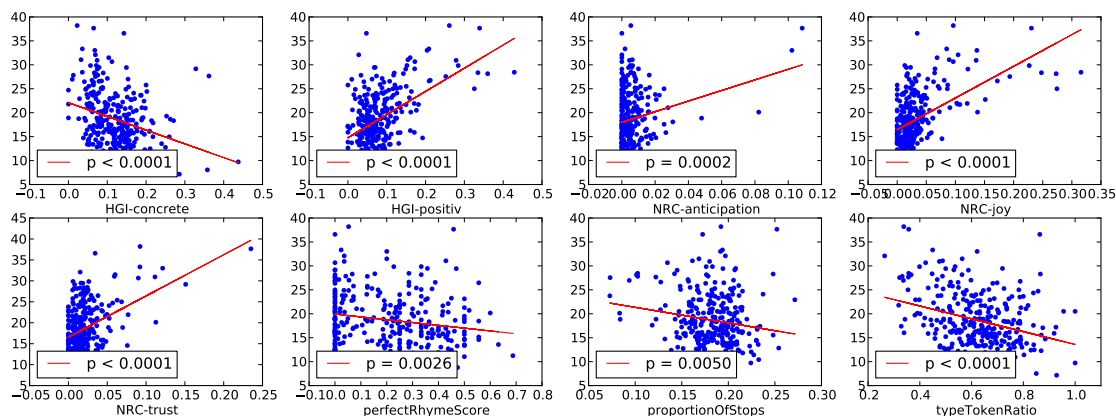 40 40 40 40
35 35 35 35
30 30 30 30
25 25 25 25
20 20 20 20
15 15 15 15
10 p < 0.0001 10 p < 0.0001 10 p = 0.0002 10 p < 0.0001
5 5 5 5
−0.1 0.0 0.1 0.2 0.3 0.4 0.5 −0.1 0.0 0.1 0.2 0.3 0.4 0.5 −0.02 0.00 0.02 0.04 0.06 0.08 0.10 0.12 −0.05 0.00 0.05 0.10 0.15 0.20 0.25 0.30 0.35
HGI-concrete HGI-positiv NRC-anticipation NRC-joy
45 40 40 40
40 35 35 35
35 30 30 30
30 25 25 25
25 20 20 20
20 15 15 15
15 10 10 10
10 p < 0.0001 p = 0.0026 p = 0.0050 p < 0.0001
5 5 5 5
−0.05 0.00 0.05 0.10 0.15 0.20 0.25 −0.1 0.0 0.1 0.2 0.3 0.4 0.5 0.6 0.7 0.8 0.05 0.10 0.15 0.20 0.25 0.30 0.2 0.4 0.6 0.8 1.0
NRC-trust perfectRhymeScore proportionOfStops typeTokenRatio